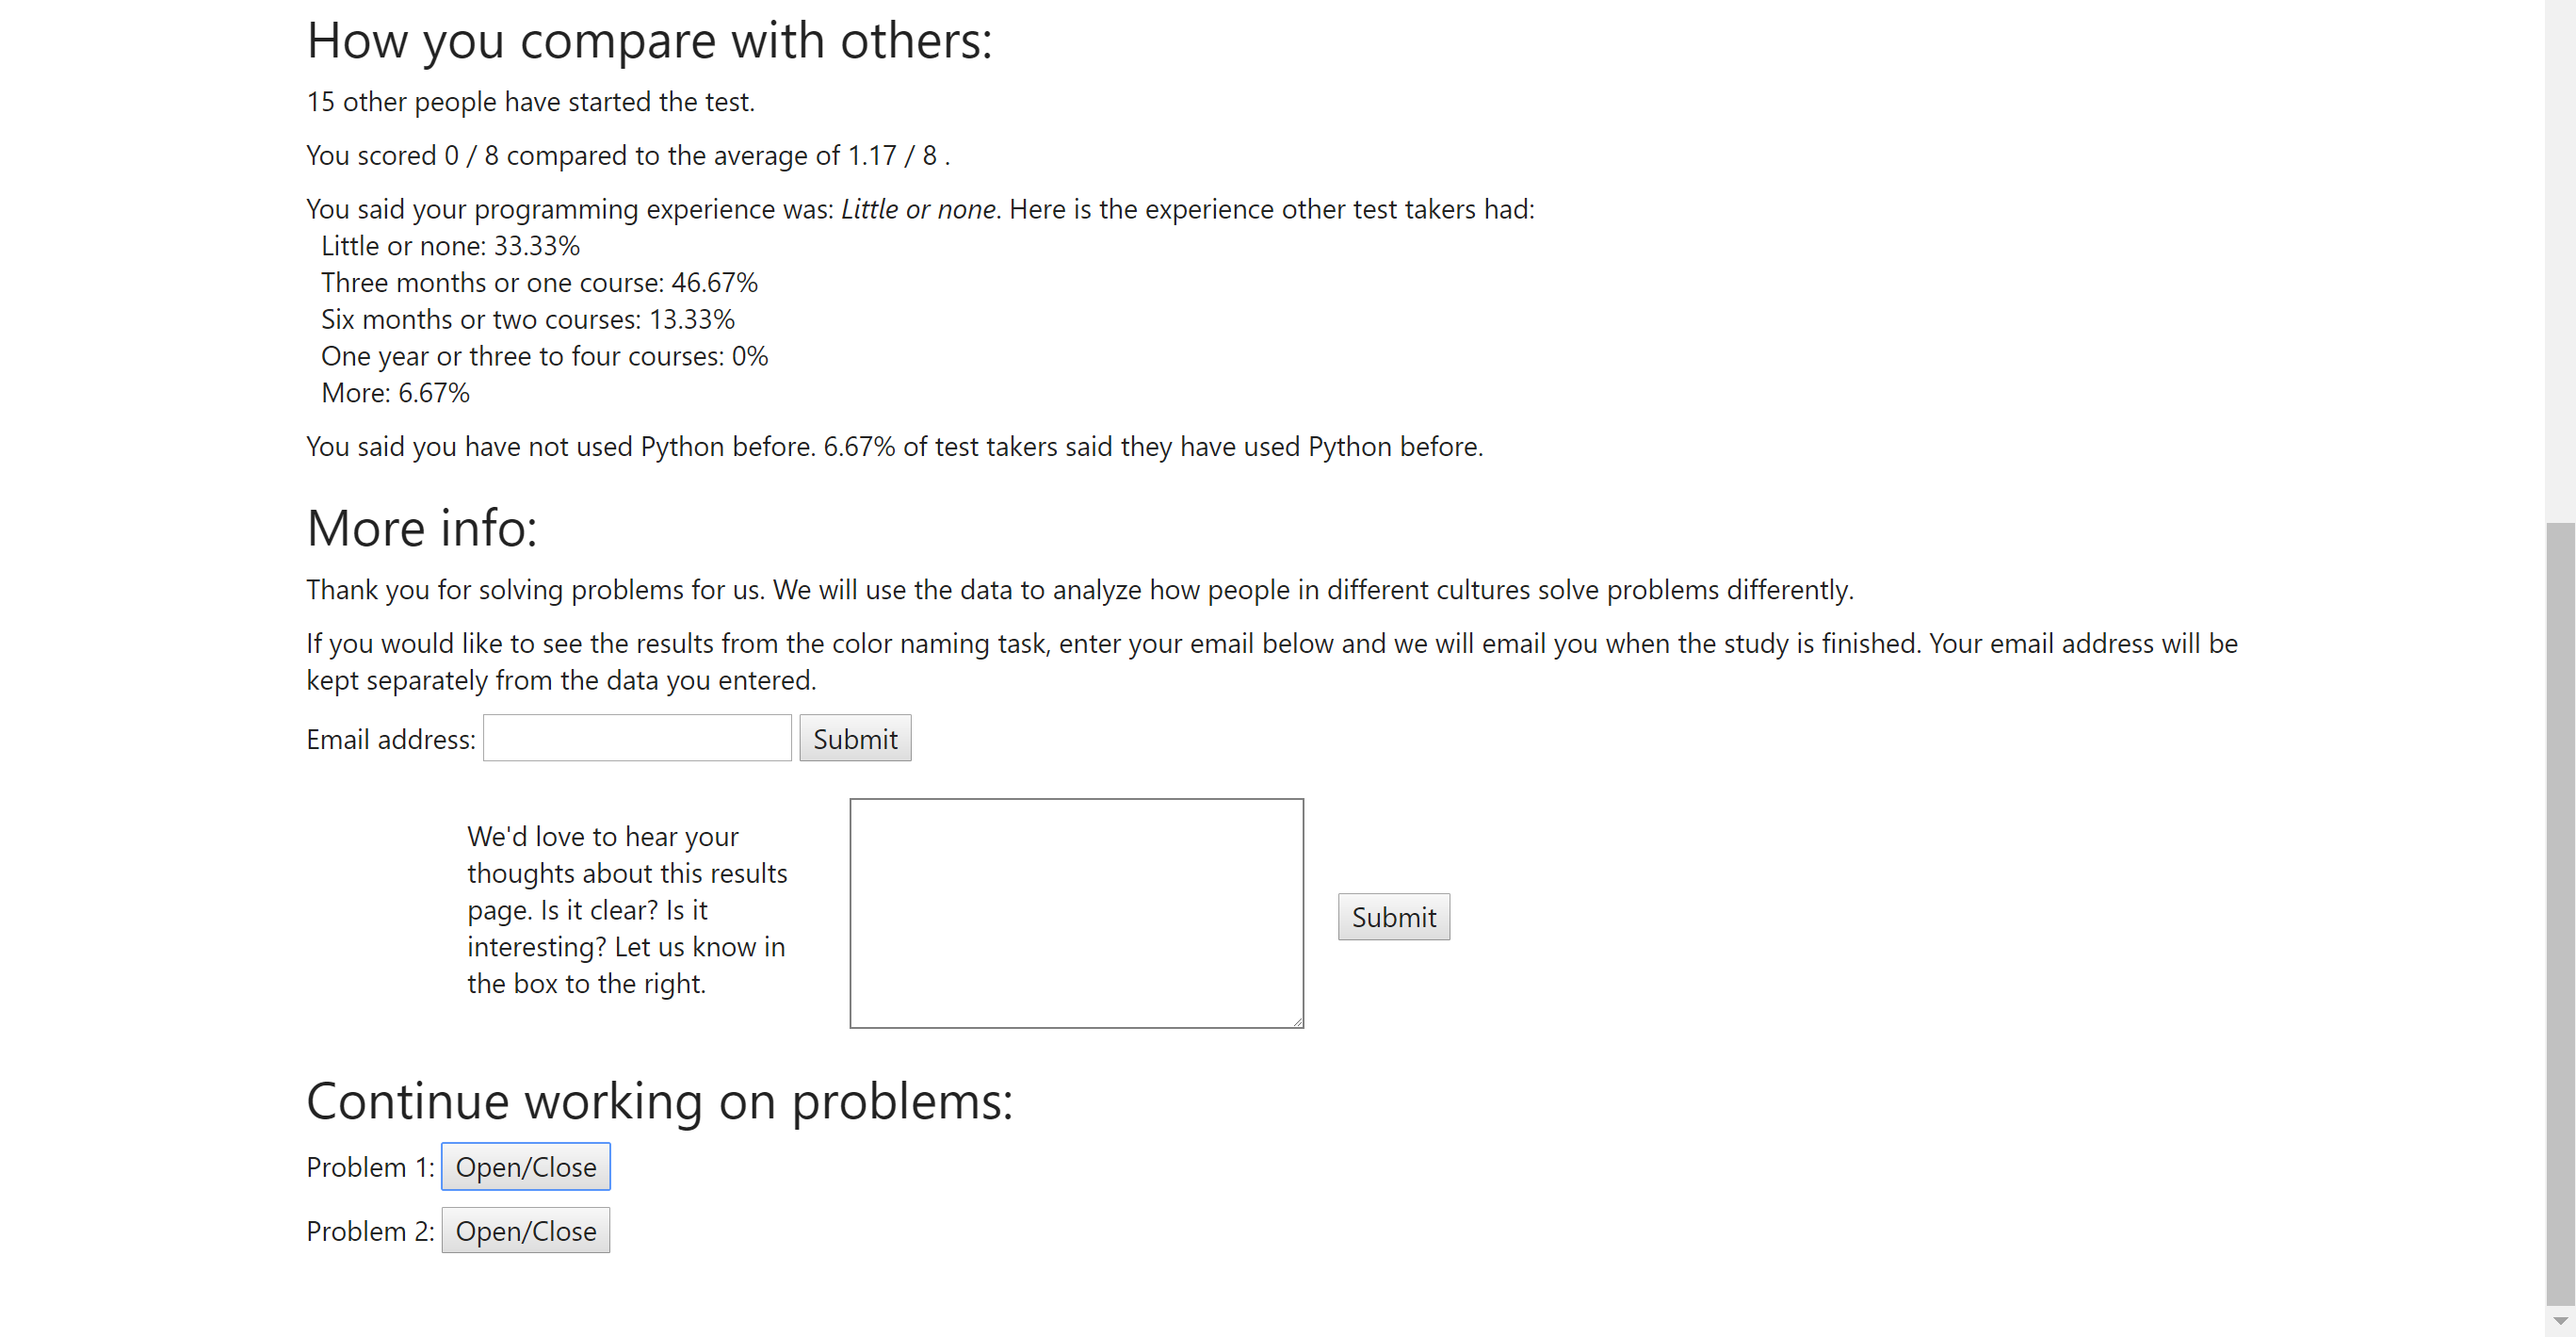 How you compare with others:
15 other people have started the test.
You scored 0 / 8 compared to the average of 1.17 / 8 .
You said your programming experience was: Little or none. Here is the experience other test takers had:
Little or none: 33.33%
Three months or one course: 46.67%
Six months or two courses: 13.33%
One year or three to four courses: 0%
More: 6.67%
You said you have not used Python before. 6.67% of test takers said they have used Python before.
More info:
Thank you for solving problems for us. We will use the data to analyze how people in different cultures solve problems differently.
If you would like to see the results from the color naming task, enter your email below and we will email you when the study is finished. Your email address will be
kept separately from the data you entered.
Email address: Submit
We'd love to hear your
thoughts about this results
page. Is it clear? Is it
interesting? Let us know in
the box to the right.
Submit
Continue working on problems:
Problem 1: Open/Close
Problem 2: Open/Close